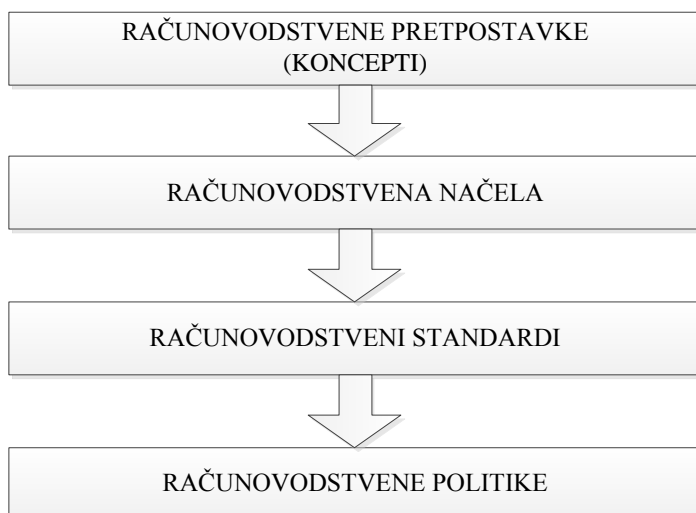 RAČUNOVODSTVENE PRETPOSTAVKE
(KONCEPTI)
RAČUNOVODSTVENA NAČELA
RAČUNOVODSTVENI STANDARDI
RAČUNOVODSTVENE POLITIKE